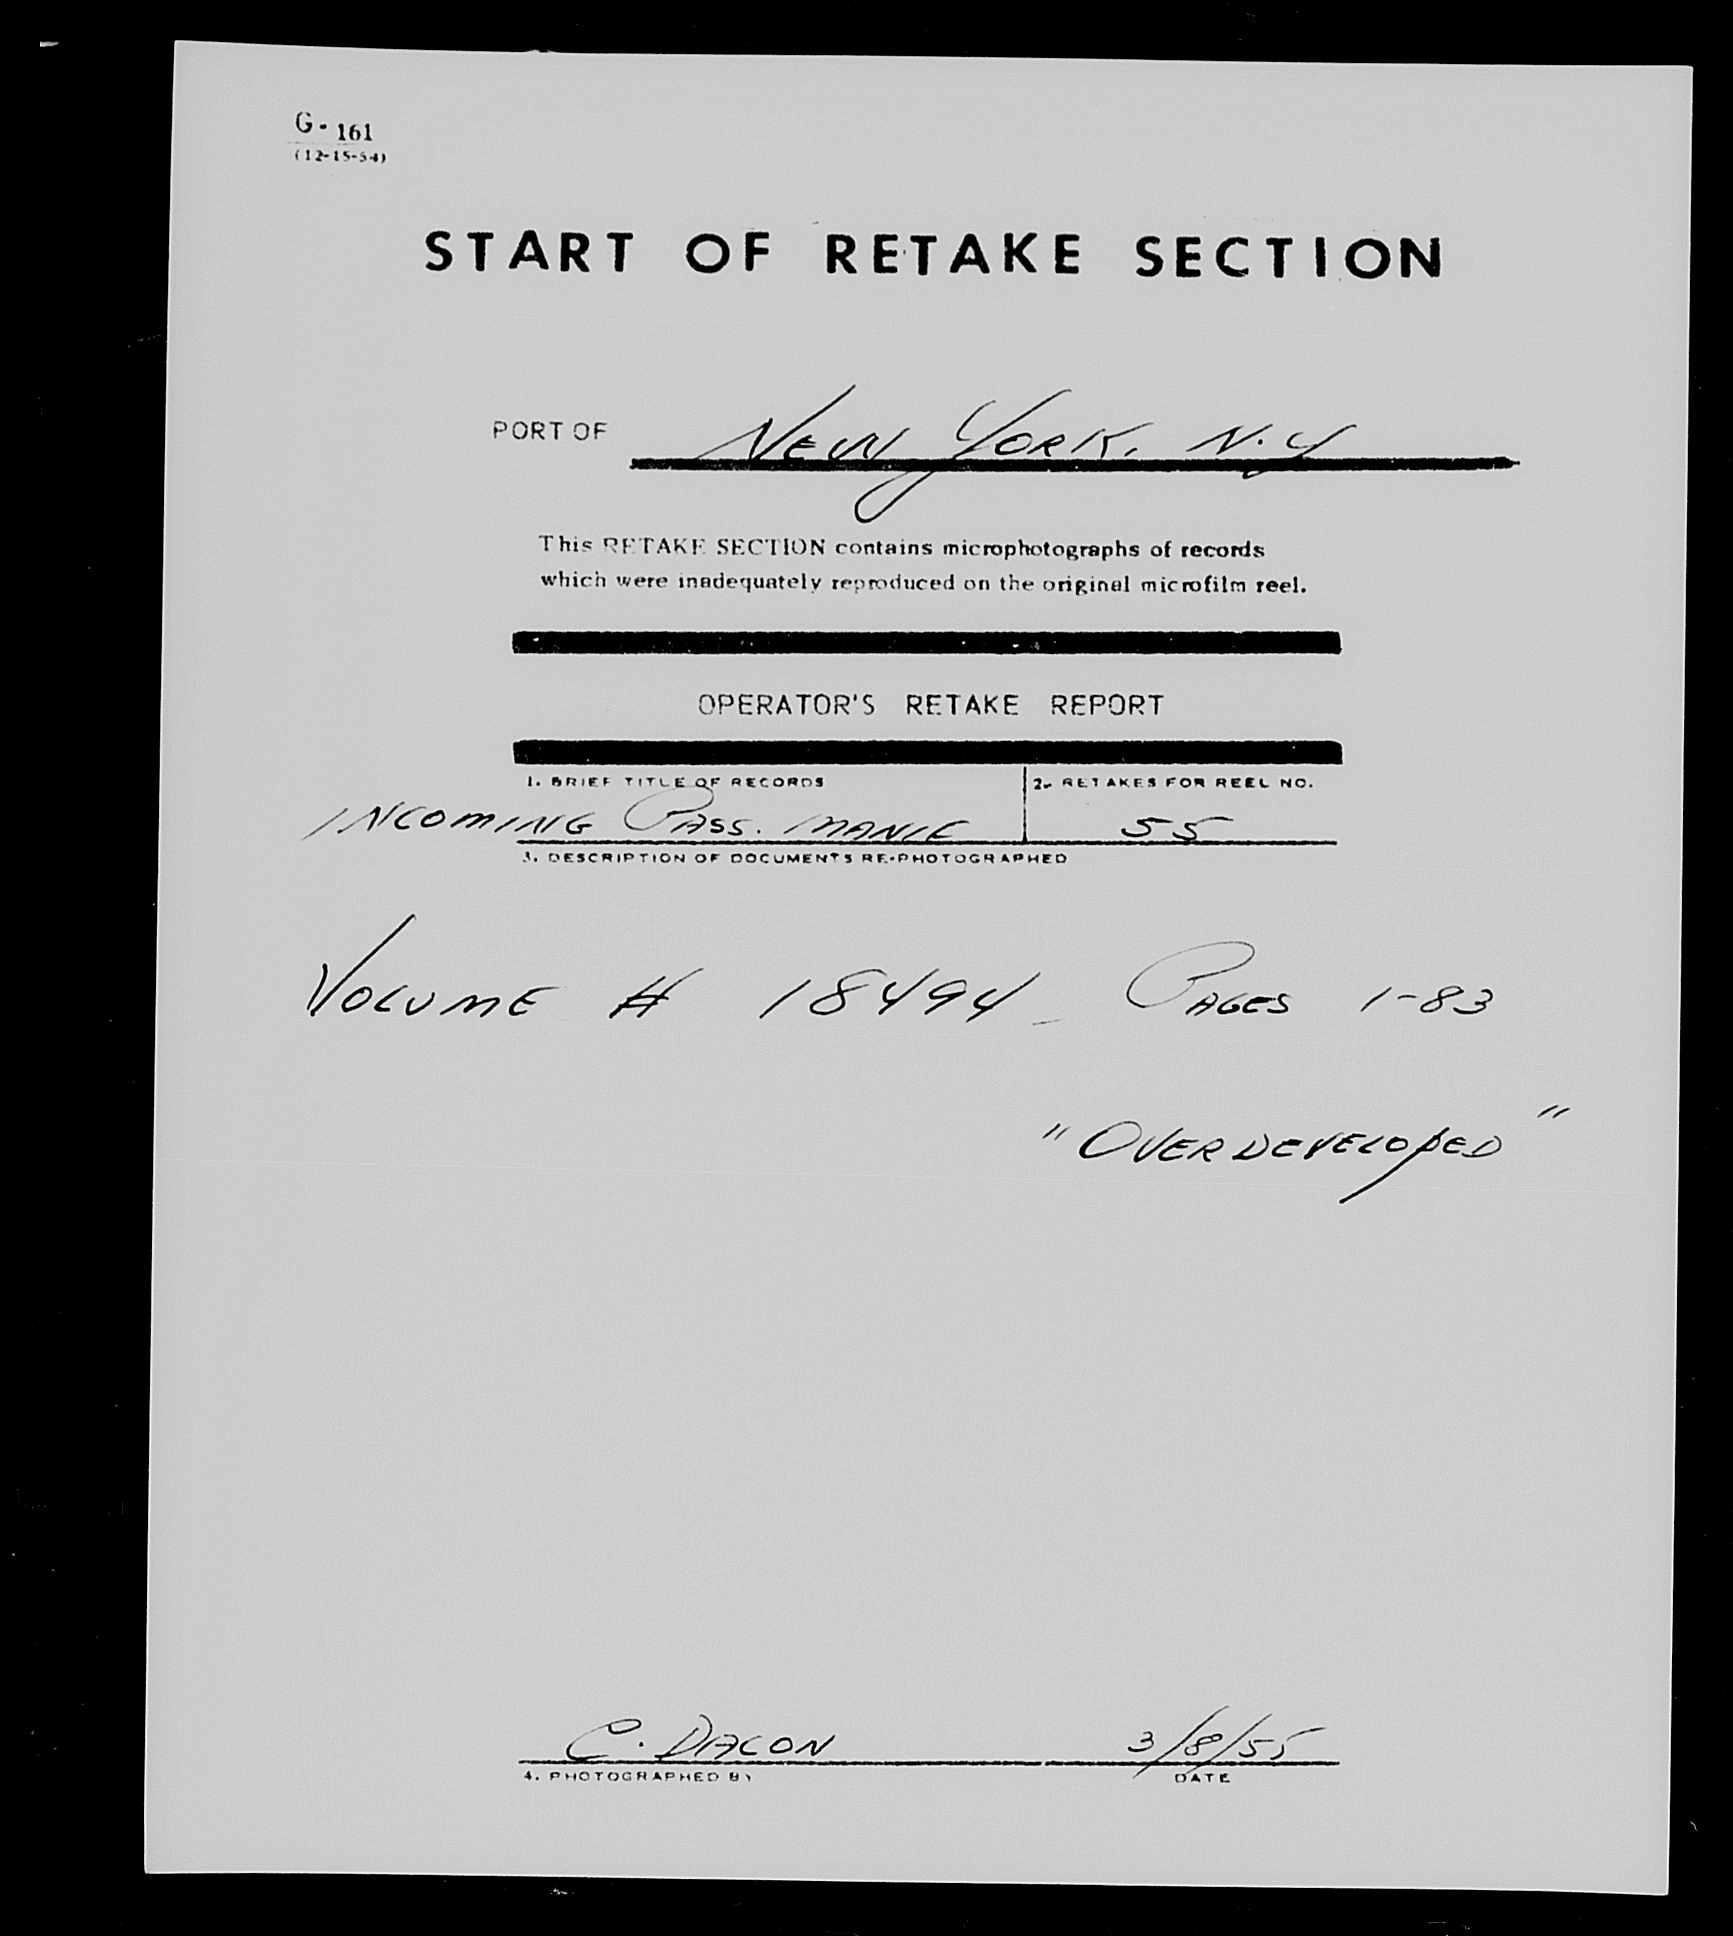 G-161
(12-15-54)
START OF RETAKE SECTION
PORT OF NEW YORK, N.Y
This RETAKE SECTION contains microphotographs of records
which were inadequately reproduced on the original microfilm reel.
OPERATOR'S RETAKE REPORT
1. BRIEF TITLE OF RECORDS 2. RETAKES FOR REEL NO.
INCOMING PASS. MANIE 55
3. DESCRIPTION OF DOCUMENTS RE-PHOTOGRAPHED
VOLUME # 18494 - PAGES 1-83
"OVERDEVELOPED"
C. DACON 3/8/55
4. PHOTOGRAPHED BY DATE